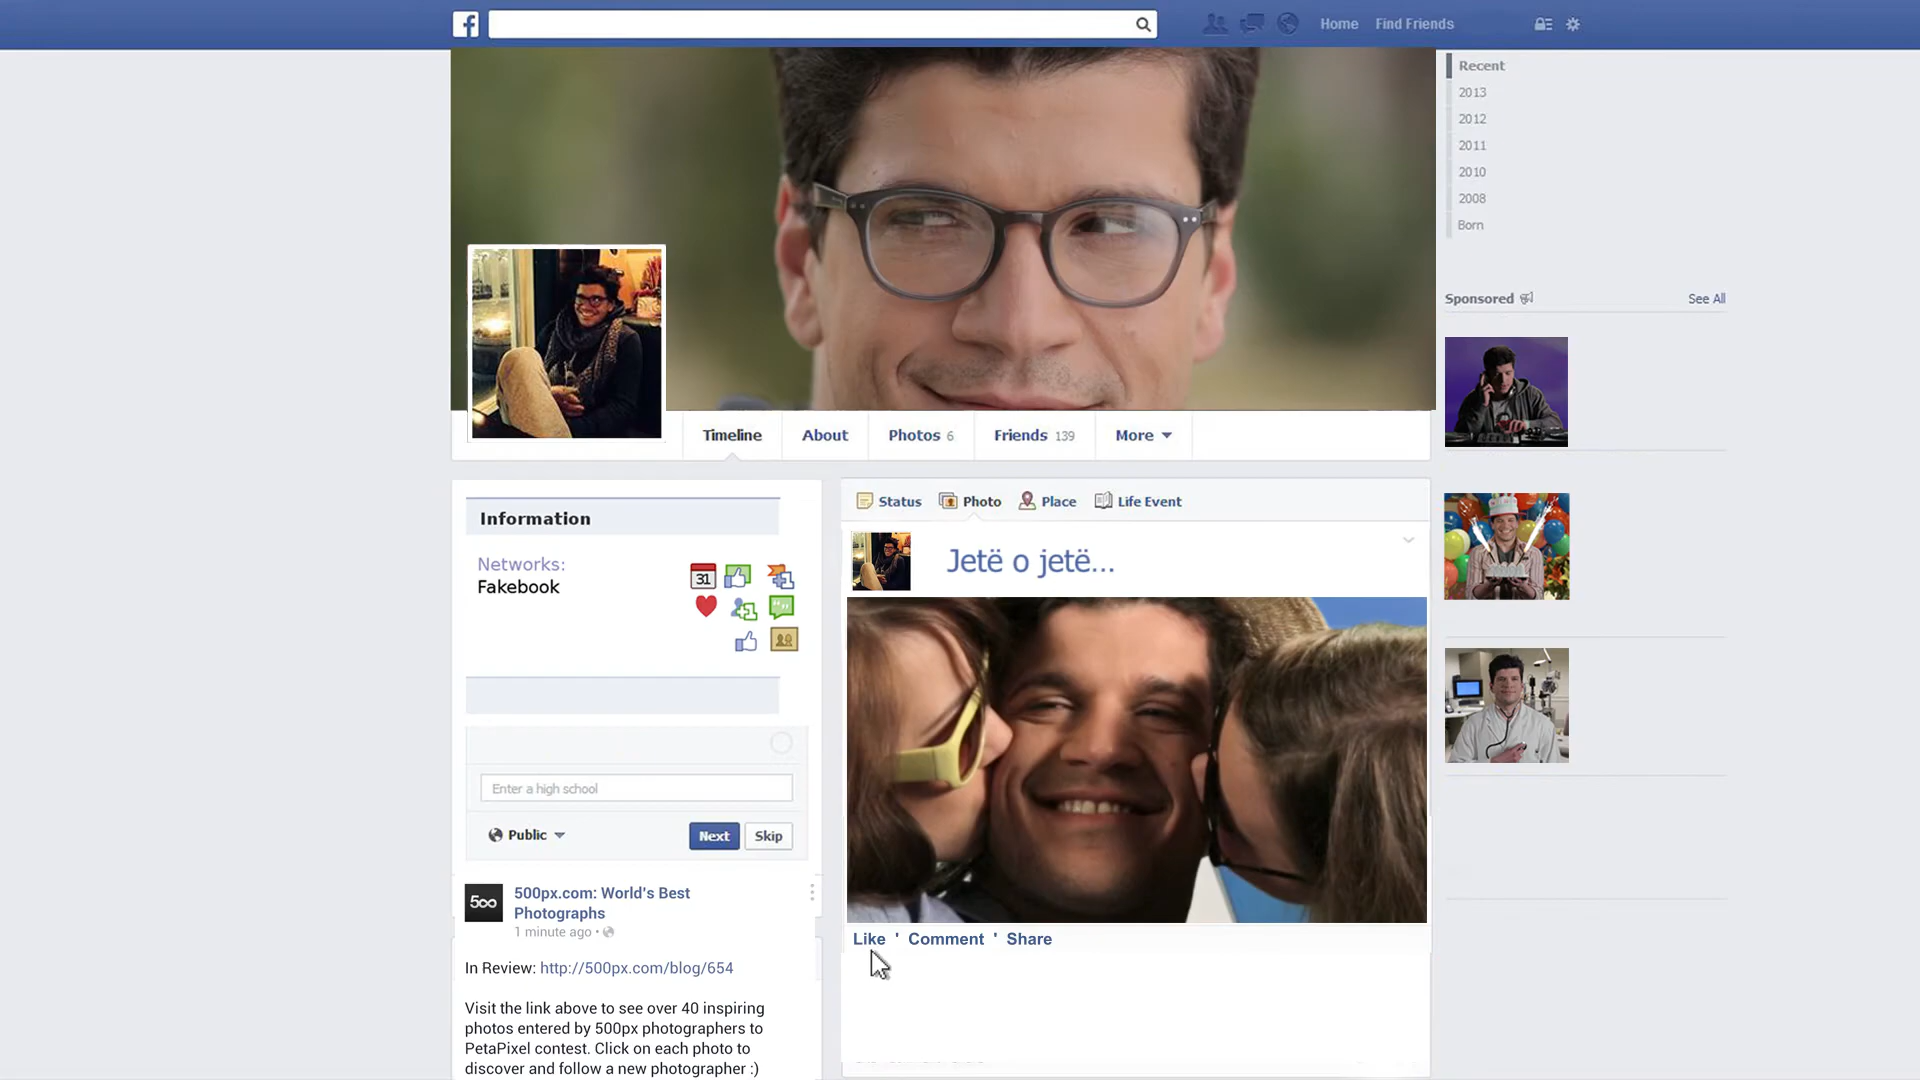 f
Home Find Friends
Recent
2013
2012
2011
2010
2008
Born
Sponsored See All
Timeline About Photos 6 Friends 139 More
Information
Networks:
Fakebook
31
Enter a high school
Public Next Skip
500
500px.com: World's Best
Photographs
1 minute ago •
In Review: http://500px.com/blog/654
Visit the link above to see over 40 inspiring
photos entered by 500px photographers to
PetaPixel contest. Click on each photo to
discover and follow a new photographer :)
Status Photo Place Life Event
Jetë o jetë...
Like ' Comment ' Share